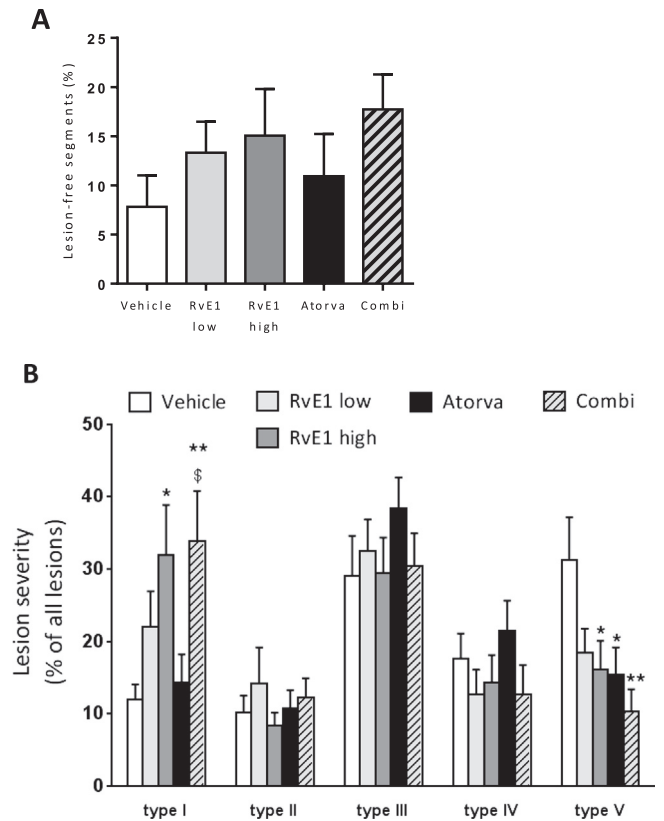 A
Lesion-free segments (%)
25
20
15
10
5
0
Vehicle
RvE1
low
RvE1
high
Atorva
Combi
B
Vehicle
RvE1 low
Atorva
Combi
RvE1 high
Lesion severity
(% of all lesions)
50
40
30
20
10
0
*
**
$
*
*
**
type I
type II
type III
type IV
type V